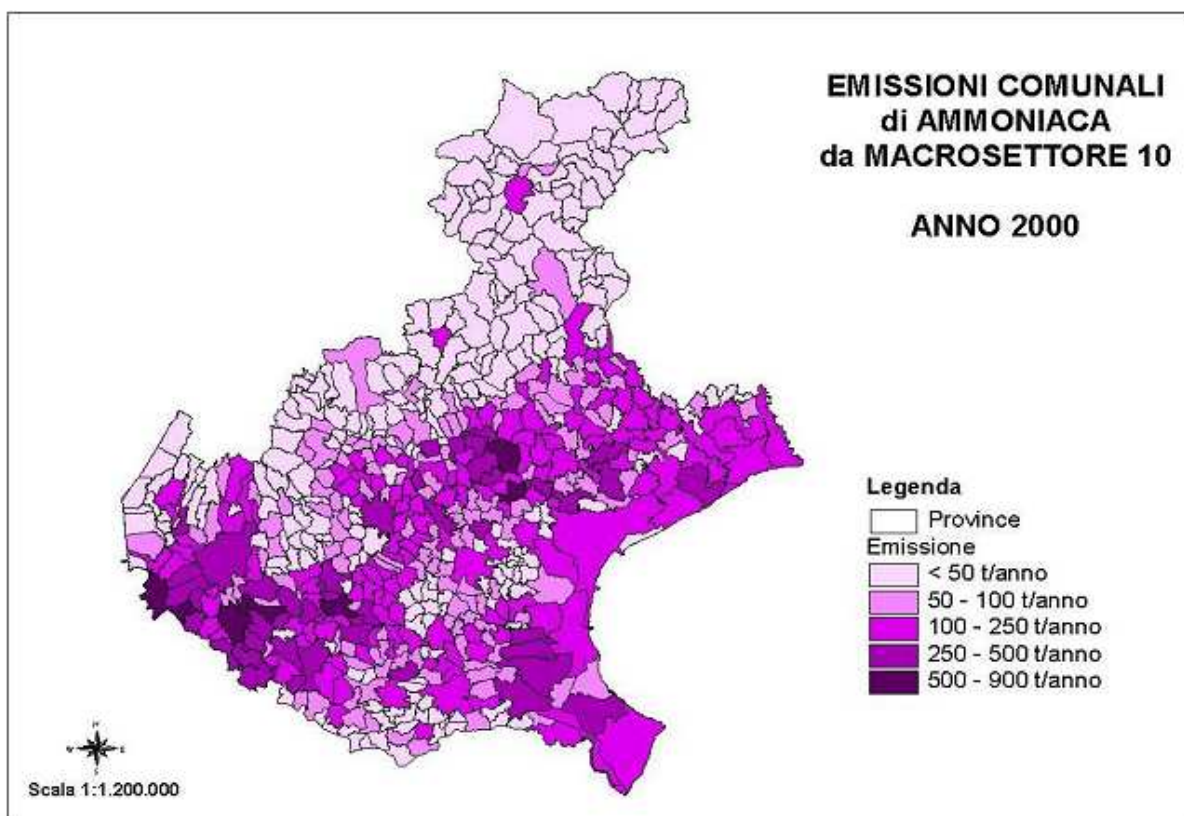 EMISSIONI COMUNALI
di AMMONIACA
da MACROSETTORE 10
ANNO 2000
Legenda
Province
Emissione
< 50 t/anno
50 - 100 t/anno
100 - 250 t/anno
250 - 500 t/anno
500 - 900 t/anno
Scala 1:1.200.000